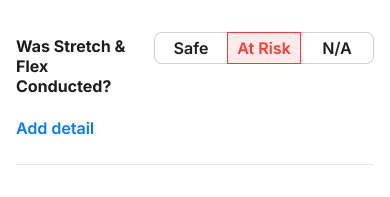 Was Stretch &
Flex
Conducted?
Safe
At Risk
N/A
Add detail